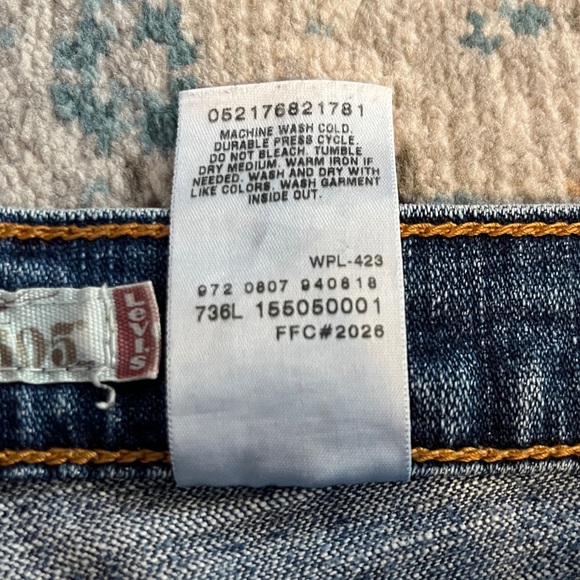 052176821781
MACHINE WASH COLD,
DURABLE PRESS CYCLE,
DO NOT BLEACH. TUMBLE
DRY MEDIUM. WARM IRON IF
NEEDED. WASH AND DRY WITH
LIKE COLORS. WASH GARMENT
INSIDE OUT.
WPL-423
972 0807 940818
736L 155050001
FFC#2026
505
Levi's